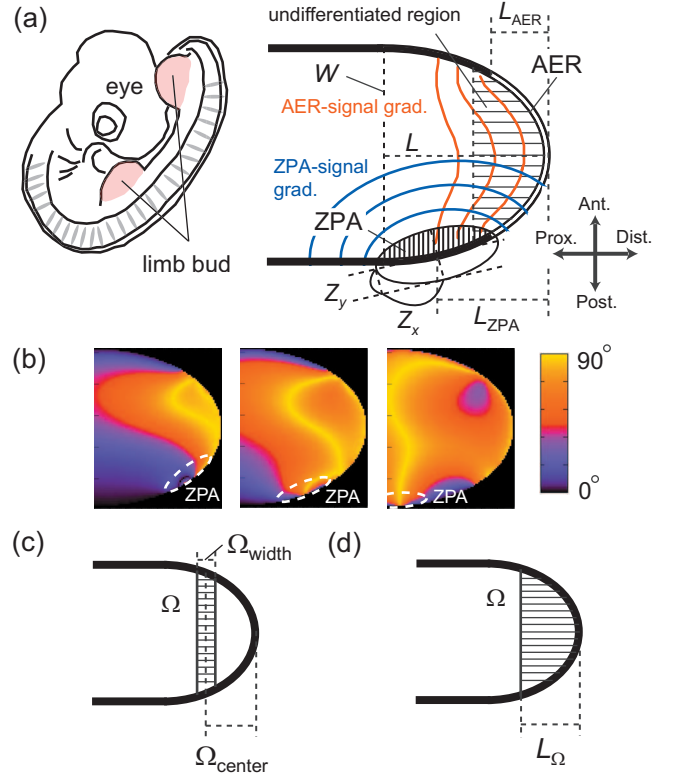 (a)
eye
limb bud
undifferentiated region
L_AER
AER
W
AER-signal grad.
L
ZPA-signal
grad.
ZPA
Ant.
Prox.
Dist.
Post.
Z_y
Z_x
L_ZPA
(b)
ZPA
ZPA
ZPA
90°
0°
(c)
Ω_width
Ω
Ω_center
(d)
Ω
L_Ω